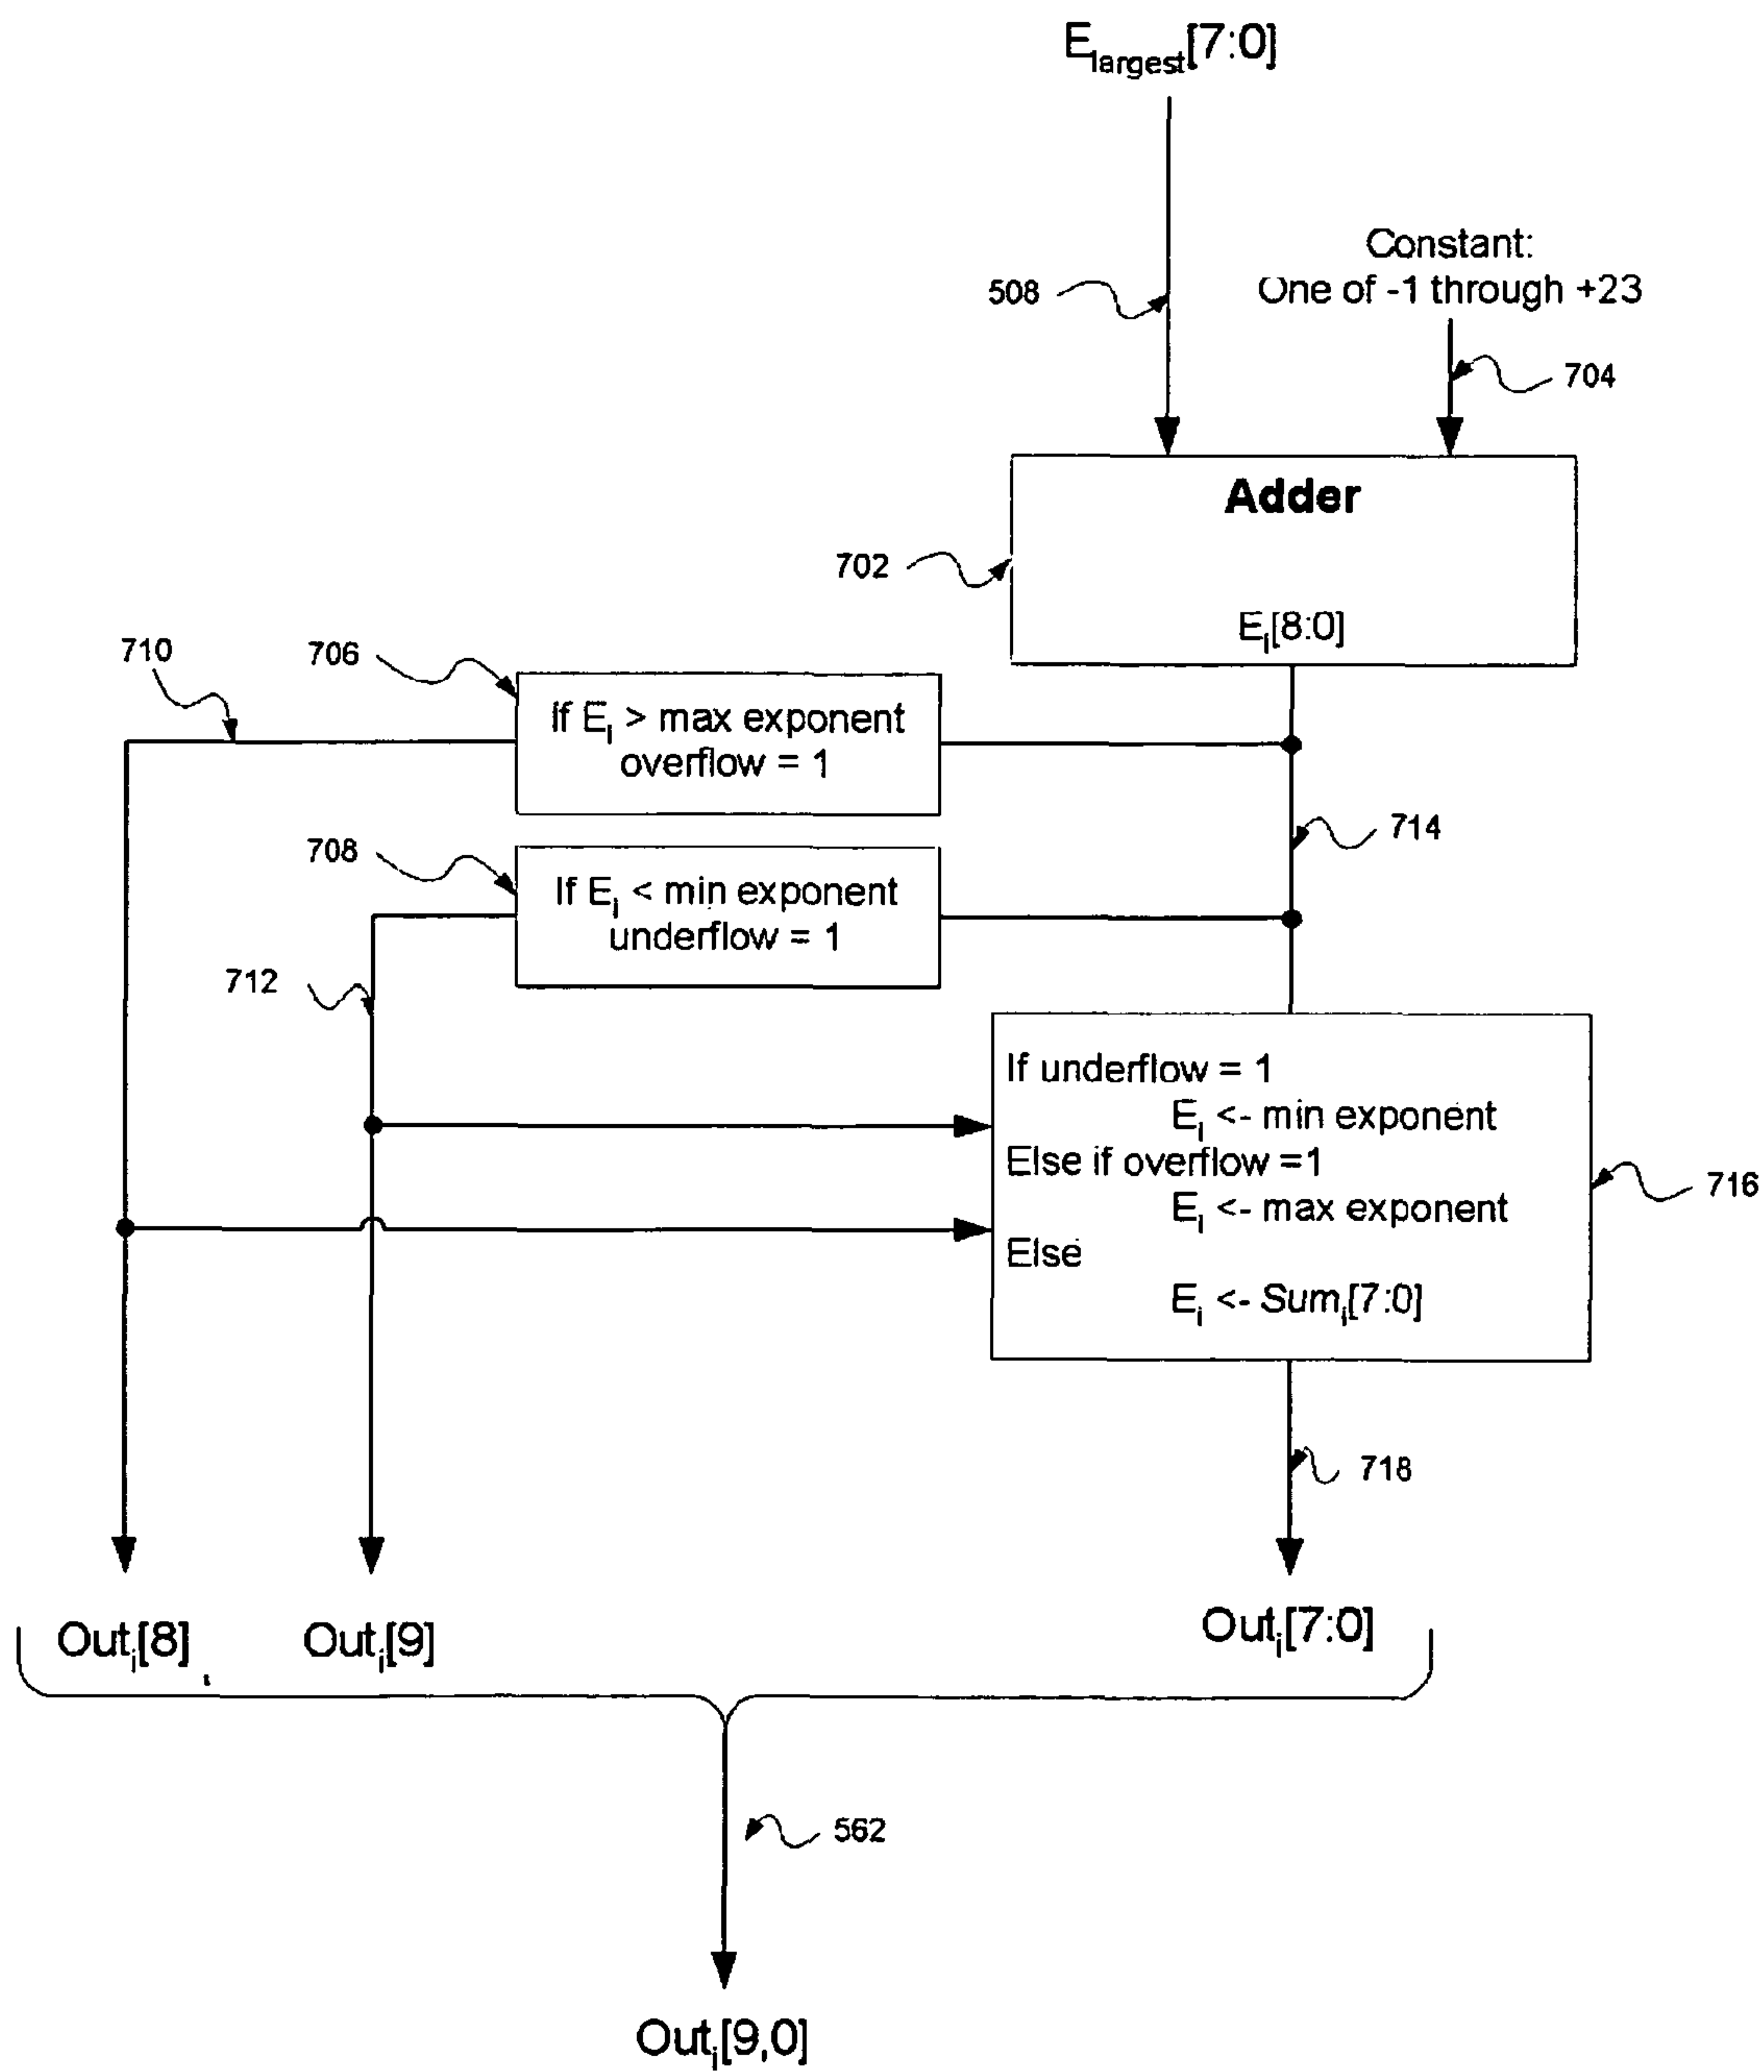 E_largest[7:0]
Constant:
One of -1 through +23
508
704
Adder
702
E_i[8:0]
710
706
If E_i > max exponent
overflow = 1
714
708
If E_i < min exponent
underflow = 1
712
If underflow = 1
E_i <- min exponent
Else if overflow =1
E_i <- max exponent
Else
E_i <- Sum_i[7:0]
716
718
Out_i[8]
Out_i[9]
Out_i[7:0]
562
Out_i[9,0]